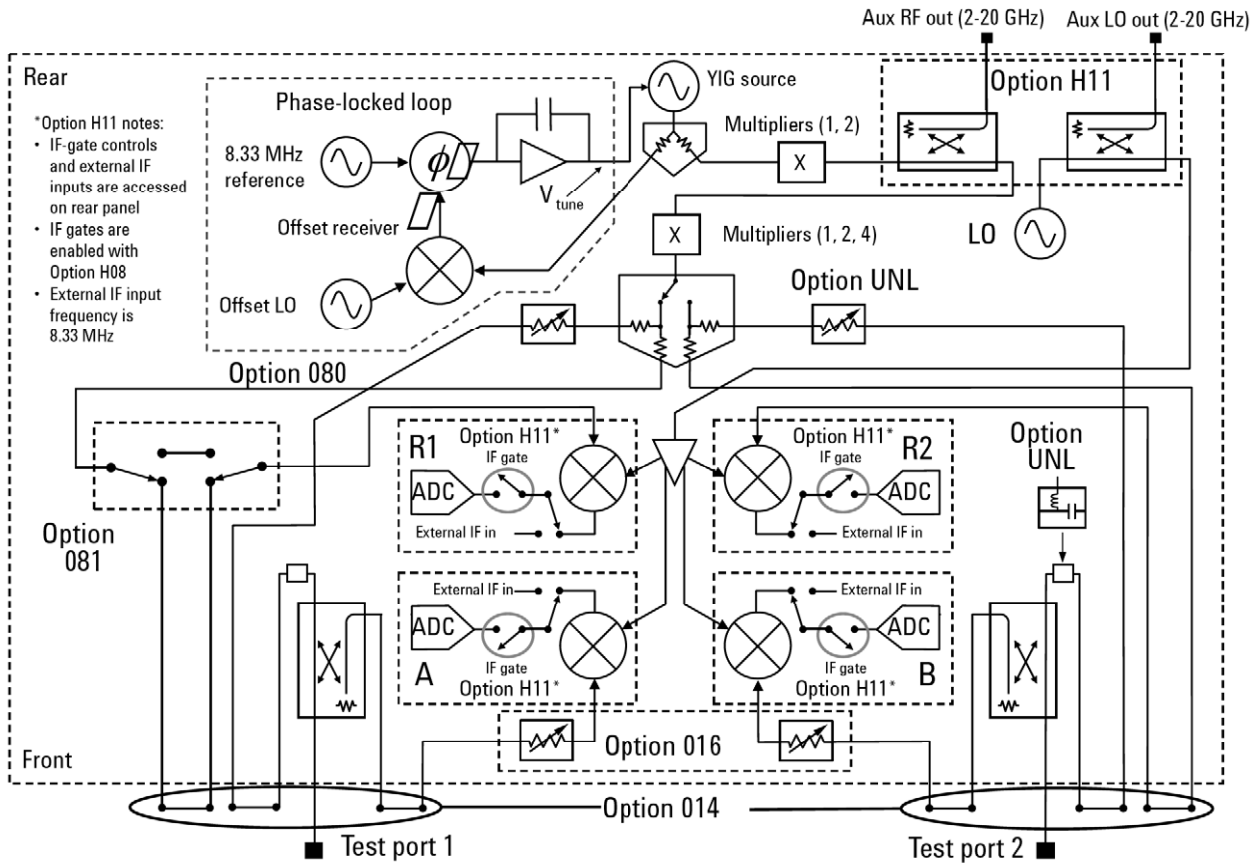 Aux RF out (2-20 GHz)
Aux LO out (2-20 GHz)
Rear
Phase-locked loop
YIG source
Option H11
*Option H11 notes:
• IF-gate controls
and external IF
inputs are accessed
on rear panel
• IF gates are
enabled with
Option H08
• External IF input
frequency is
8.33 MHz
8.33 MHz
reference
ϕ
Multipliers (1, 2)
X
V tune
Offset receiver
X
Multipliers (1, 2, 4)
LO
Offset LO
Option UNL
Option 080
Option H11*
R1
IF gate
ADC
External IF in
Option H11*
R2
IF gate
ADC
External IF in
Option
UNL
Option
081
External IF in
ADC
IF gate
A
Option H11*
External IF in
ADC
IF gate
B
Option H11*
Option 016
Front
Option 014
Test port 1
Test port 2